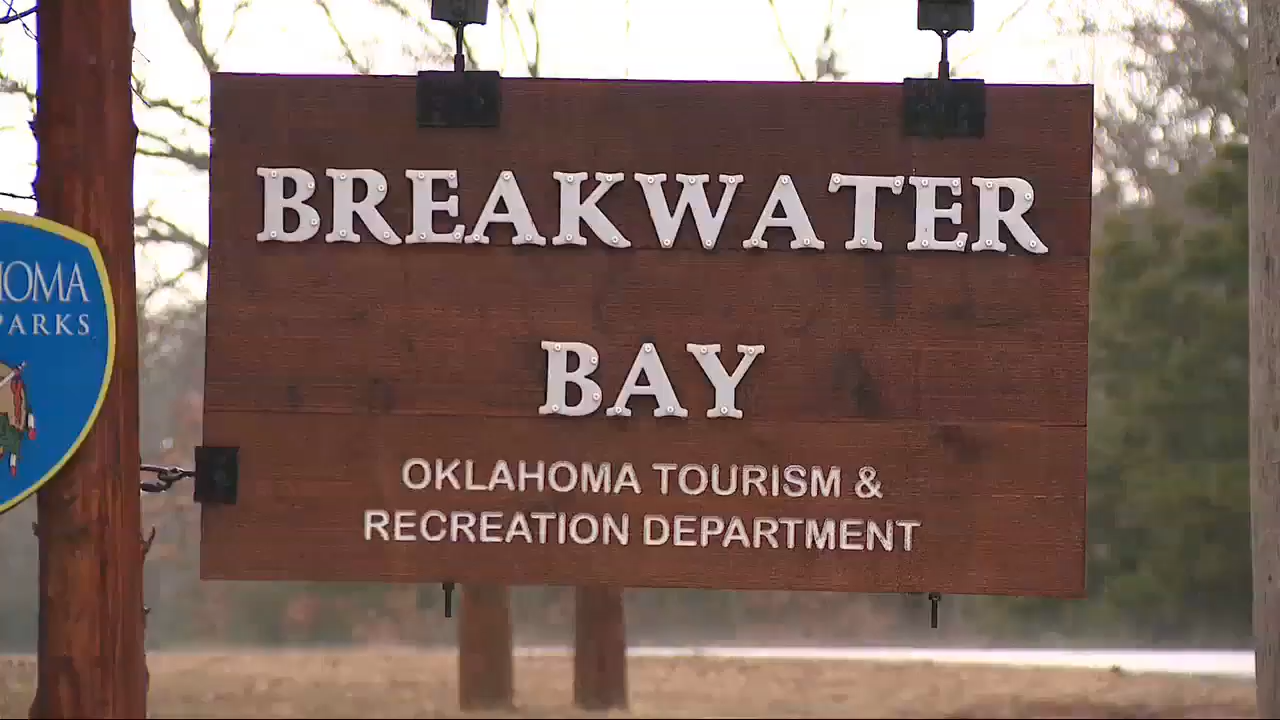 BREAKWATER
BAY
OKLAHOMA TOURISM &
RECREATION DEPARTMENT
HOMA
PARKS